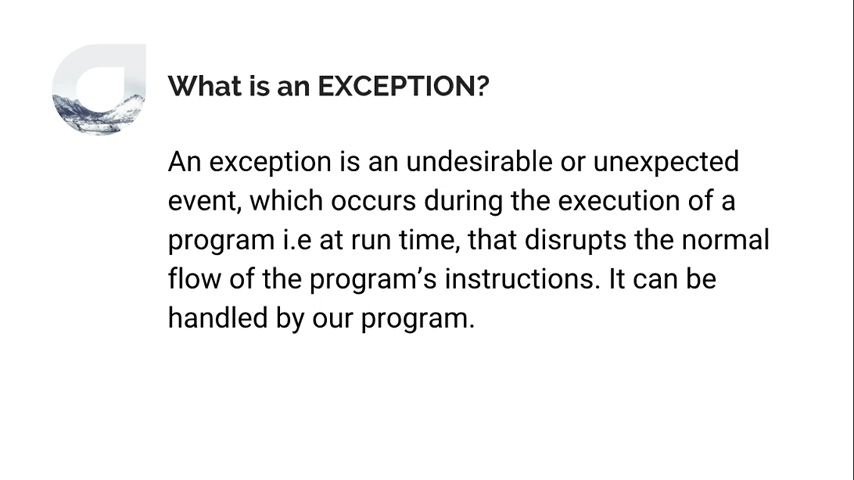 What is an EXCEPTION?
An exception is an undesirable or unexpected
event, which occurs during the execution of a
program i.e at run time, that disrupts the normal
flow of the program’s instructions. It can be
handled by our program.